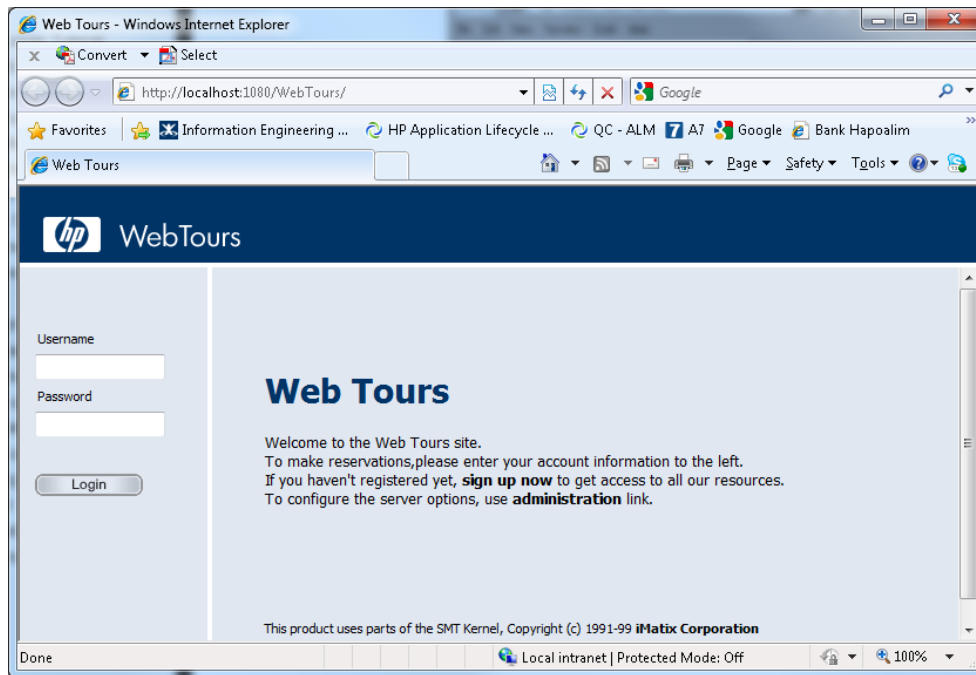 Web Tours - Windows Internet Explorer
x Convert Select
http://localhost:1080/WebTours/ Google
Favorites Information Engineering ... HP Application Lifecycle ... QC - ALM 7 A7 Google Bank Hapoalim »
Web Tours Page Safety Tools
hp WebTours
Username
Password
Login
Web Tours
Welcome to the Web Tours site.
To make reservations,please enter your account information to the left.
If you haven't registered yet, sign up now to get access to all our resources.
To configure the server options, use administration link.
This product uses parts of the SMT Kernel, Copyright (c) 1991-99 iMatix Corporation
Done Local intranet | Protected Mode: Off 100%